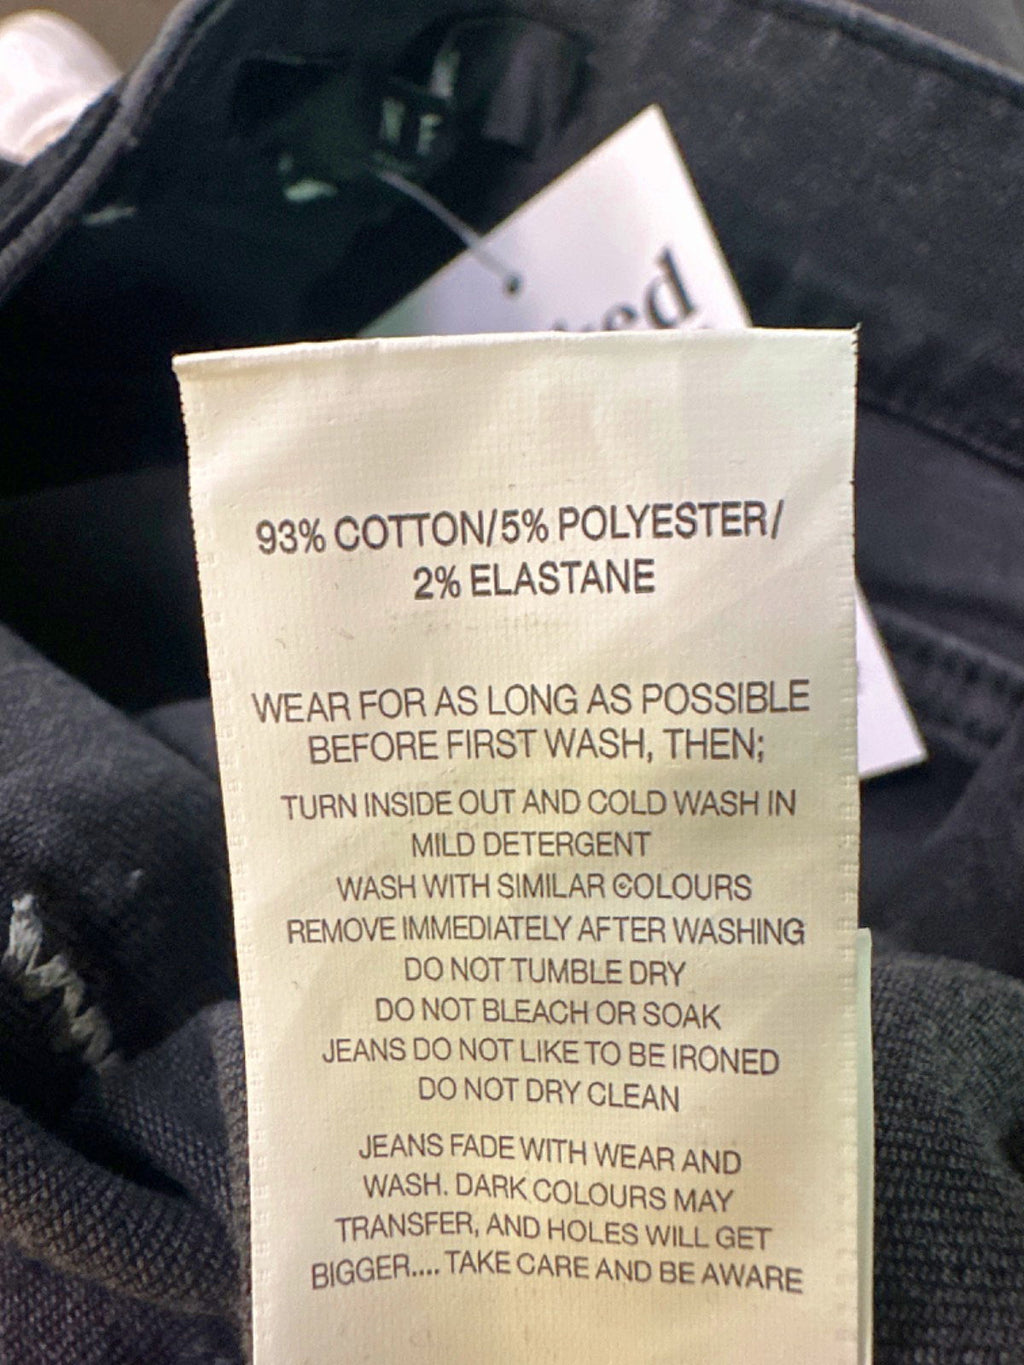 93% COTTON/5% POLYESTER/
2% ELASTANE
WEAR FOR AS LONG AS POSSIBLE
BEFORE FIRST WASH, THEN;
TURN INSIDE OUT AND COLD WASH IN
MILD DETERGENT
WASH WITH SIMILAR COLOURS
REMOVE IMMEDIATELY AFTER WASHING
DO NOT TUMBLE DRY
DO NOT BLEACH OR SOAK
JEANS DO NOT LIKE TO BE IRONED
DO NOT DRY CLEAN
JEANS FADE WITH WEAR AND
WASH. DARK COLOURS MAY
TRANSFER, AND HOLES WILL GET
BIGGER.... TAKE CARE AND BE AWARE